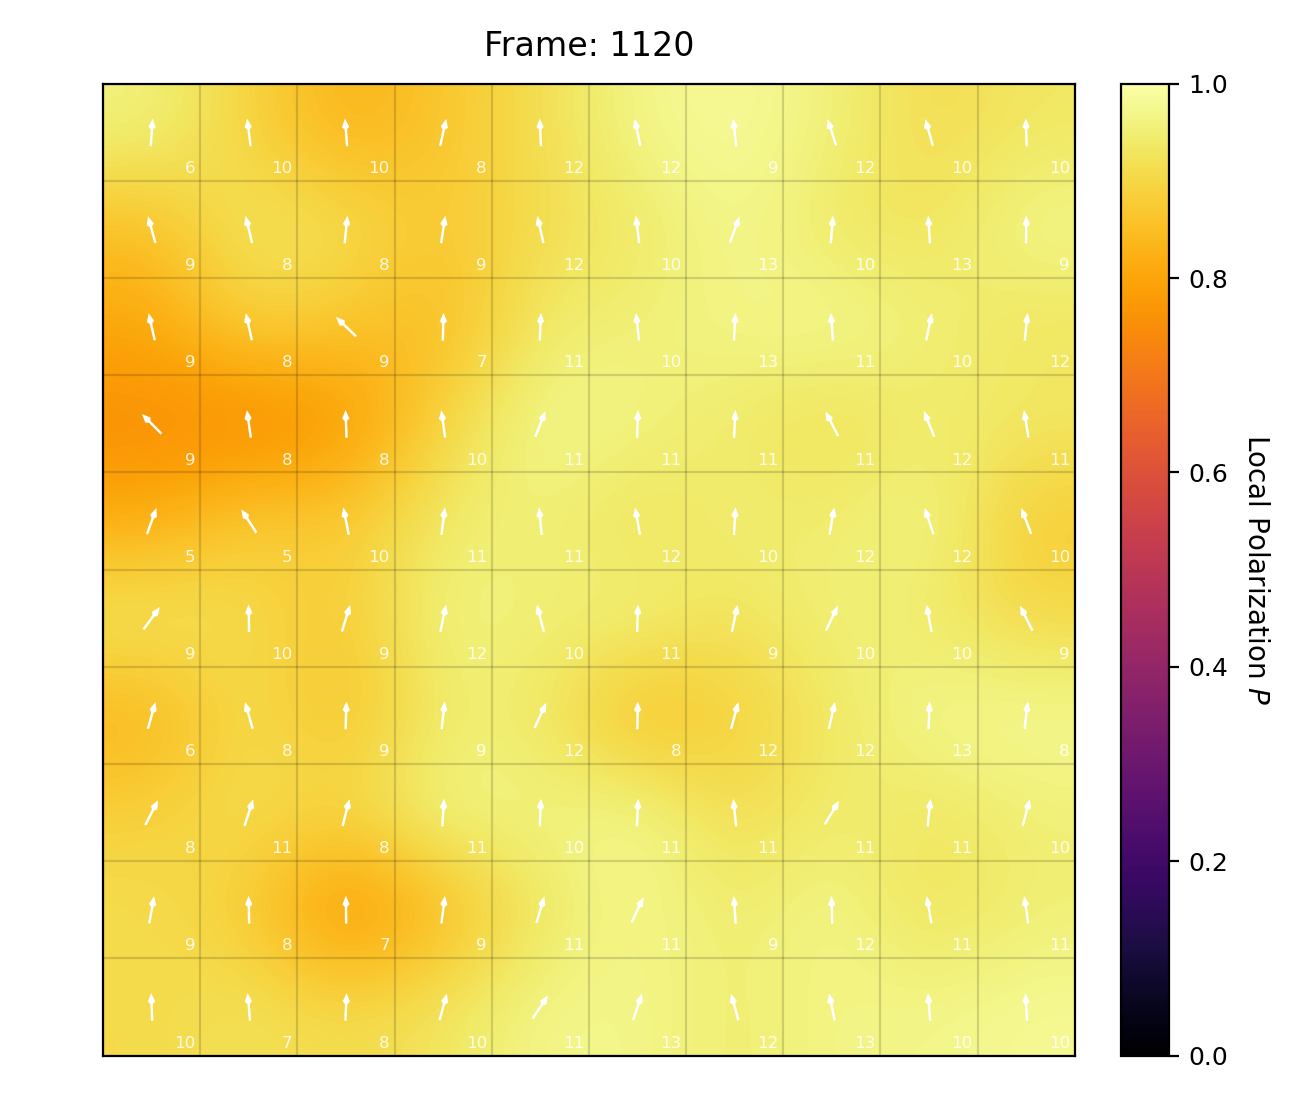 Frame: 1120
6 10 10 8 12 12 9 12 10 10
9 8 8 9 12 10 13 10 13 9
9 8 9 7 11 10 13 11 10 12
9 8 8 10 11 11 11 11 12 11
5 5 10 11 11 12 10 12 12 10
9 10 9 12 10 11 9 10 10 9
6 8 9 9 12 8 12 12 13 8
8 11 8 11 10 11 11 11 11 10
9 8 7 9 11 11 9 12 11 11
10 7 8 10 11 13 12 13 10 10
1.0
0.8
0.6
0.4
0.2
0.0
Local Polarization P